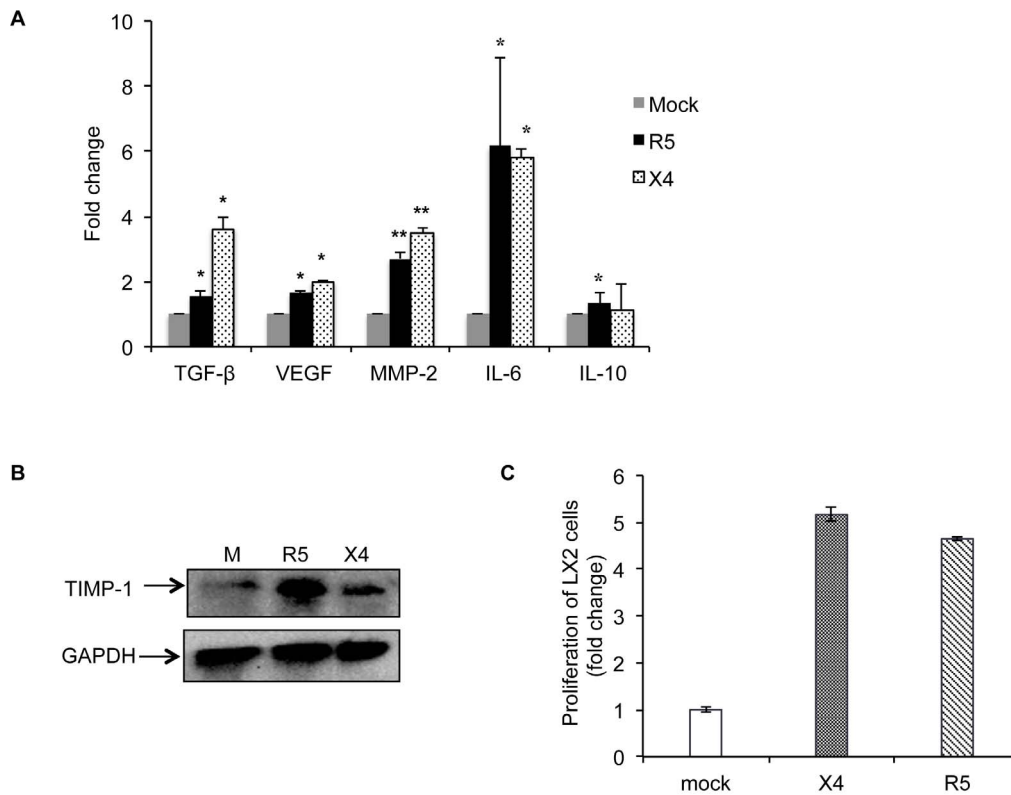 A
10
8
6
4
2
0
Fold change
* *
* *
** **
* *
*
Mock
R5
X4
TGF-β VEGF MMP-2 IL-6 IL-10
B
M R5 X4
TIMP-1
GAPDH
C
6
5
4
3
2
1
0
Proliferation of LX2 cells
(fold change)
mock X4 R5